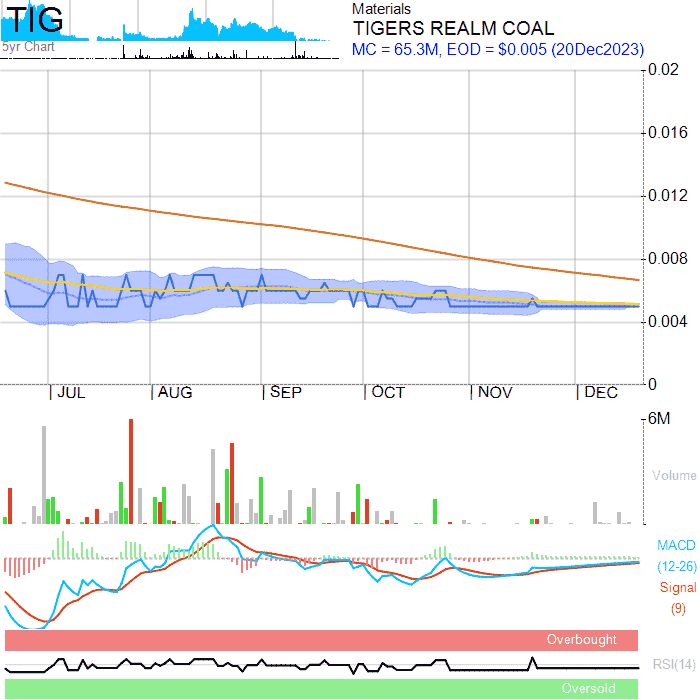 TIG
5yr Chart
Materials
TIGERS REALM COAL
MC = 65.3M, EOD = $0.005 (20Dec2023)
0.02
0.016
0.012
0.008
0.004
0
JUL AUG SEP OCT NOV DEC
6M
Volume
MACD
(12-26)
Signal
(9)
Overbought
RSI(14)
Oversold